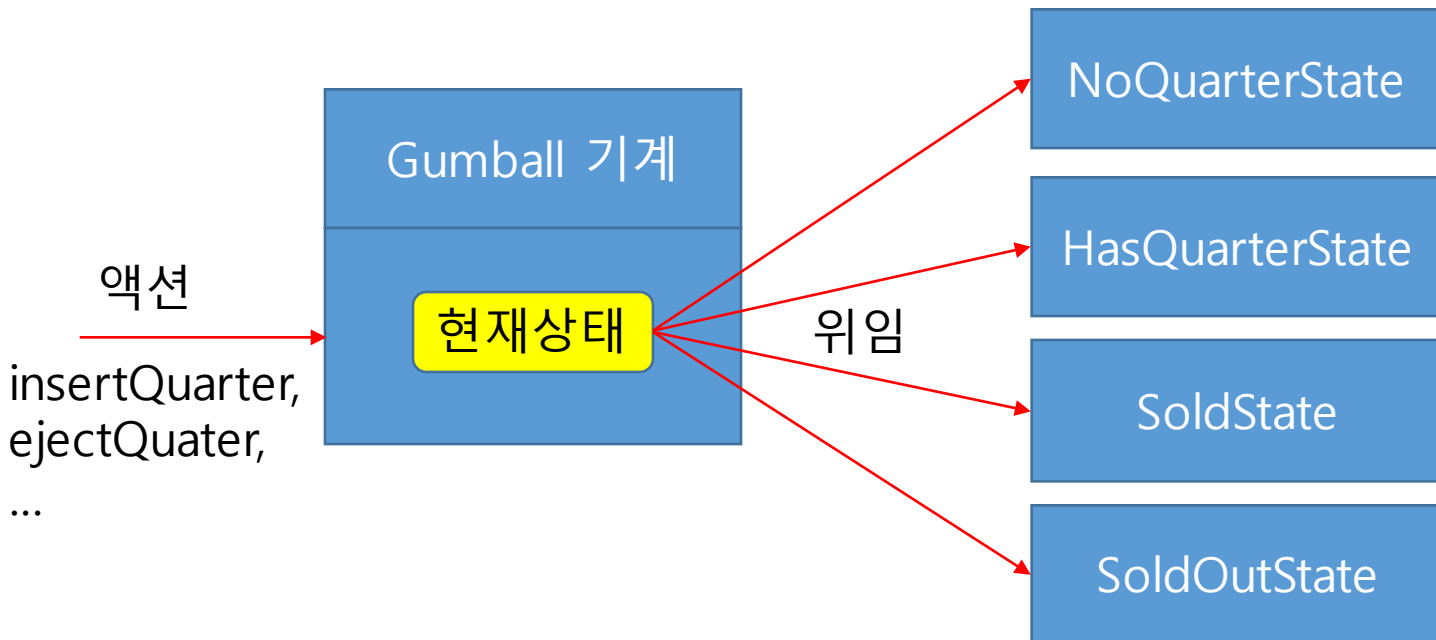 액션
insertQuarter,
ejectQuater,
...
Gumball 기계
현재상태
위임
NoQuarterState
HasQuarterState
SoldState
SoldOutState